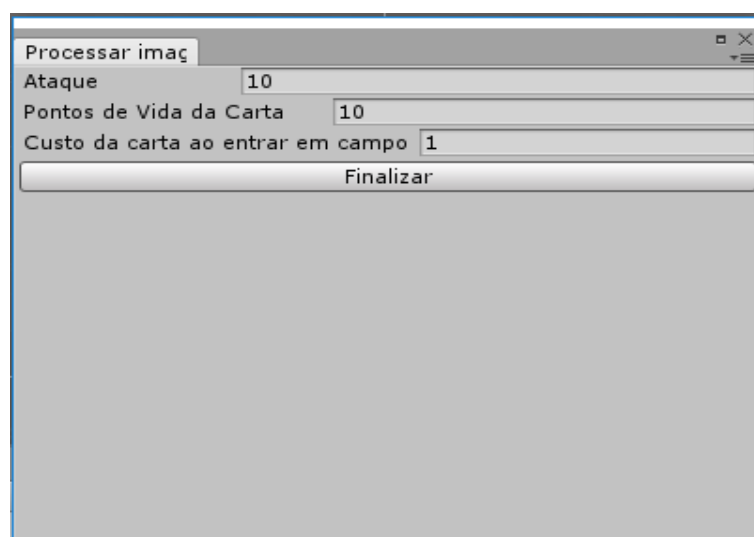 Processar imaç
Ataque 10
Pontos de Vida da Carta 10
Custo da carta ao entrar em campo 1
Finalizar